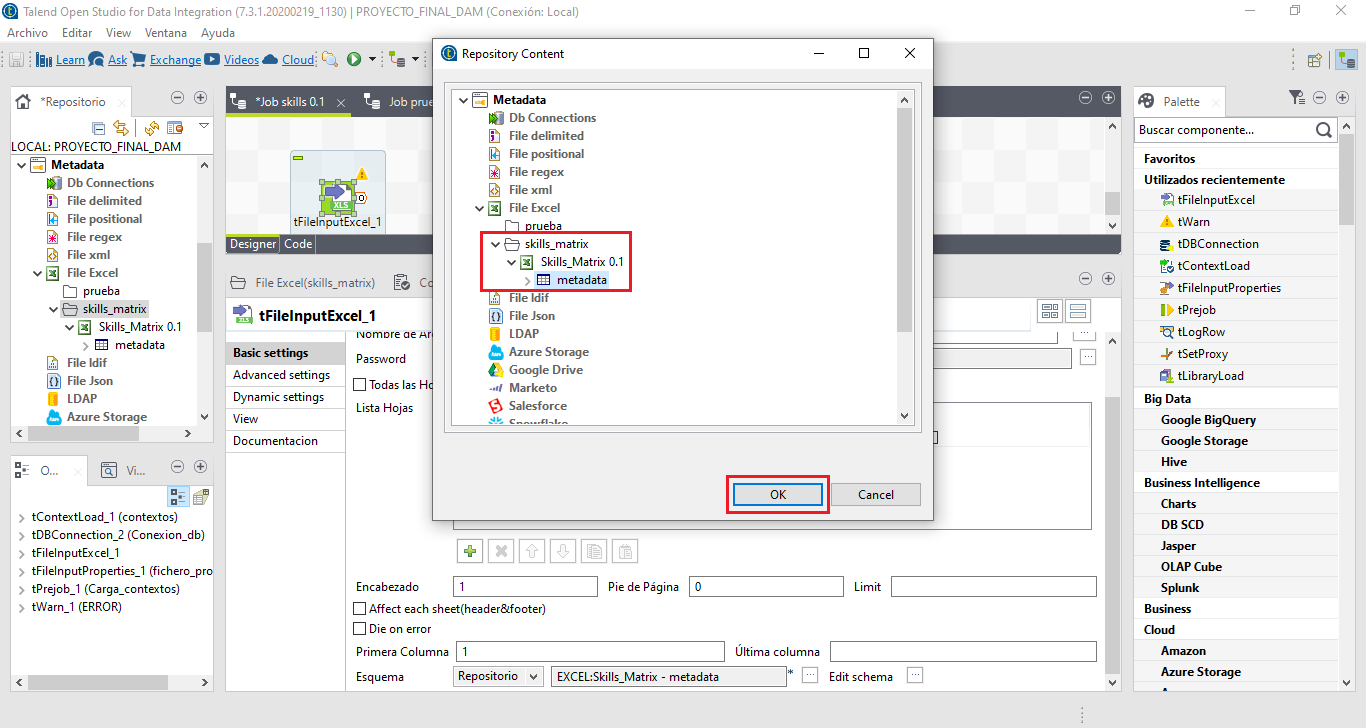 Talend Open Studio for Data Integration (7.3.1.20200219_1130) | PROYECTO_FINAL_DAM (Conexión: Local)
Archivo Editar View Ventana Ayuda
Learn Ask Exchange Videos Cloud
*Repositorio
LOCAL: PROYECTO_FINAL_DAM
Metadata
Db Connections
File delimited
File positional
File regex
File xml
File Excel
prueba
skills_matrix
Skills_Matrix 0.1
metadata
File ldif
File Json
LDAP
Azure Storage
O...
Vi...
tContextLoad_1 (contextos)
tDBConnection_2 (Conexion_db)
tFileInputExcel_1
tFileInputProperties_1 (fichero_pro
tPrejob_1 (Carga_contextos)
tWarn_1 (ERROR)
*Job skills 0.1
Job prue
XLS
tFileInputExcel_1
Designer Code
File Excel(skills_matrix)
Co
tFileInputExcel_1
Basic settings
Advanced settings
Dynamic settings
View
Documentacion
Nombre de Ar
Password
Todas las Ho
Lista Hojas
Encabezado 1 Pie de Página 0 Limit
Affect each sheet(header&footer)
Die on error
Primera Columna 1 Última columna
Esquema Repositorio EXCEL:Skills_Matrix - metadata * ... Edit schema ...
Repository Content
Metadata
Db Connections
File delimited
File positional
File regex
File xml
File Excel
prueba
skills_matrix
Skills_Matrix 0.1
metadata
File ldif
File Json
LDAP
Azure Storage
Google Drive
Marketo
Salesforce
Snowflake
OK Cancel
Palette
Buscar componente...
Favoritos
Utilizados recientemente
tFileInputExcel
tWarn
tDBConnection
tContextLoad
tFileInputProperties
tPrejob
tLogRow
tSetProxy
tLibraryLoad
Big Data
Google BigQuery
Google Storage
Hive
Business Intelligence
Charts
DB SCD
Jasper
OLAP Cube
Splunk
Business
Cloud
Amazon
Azure Storage